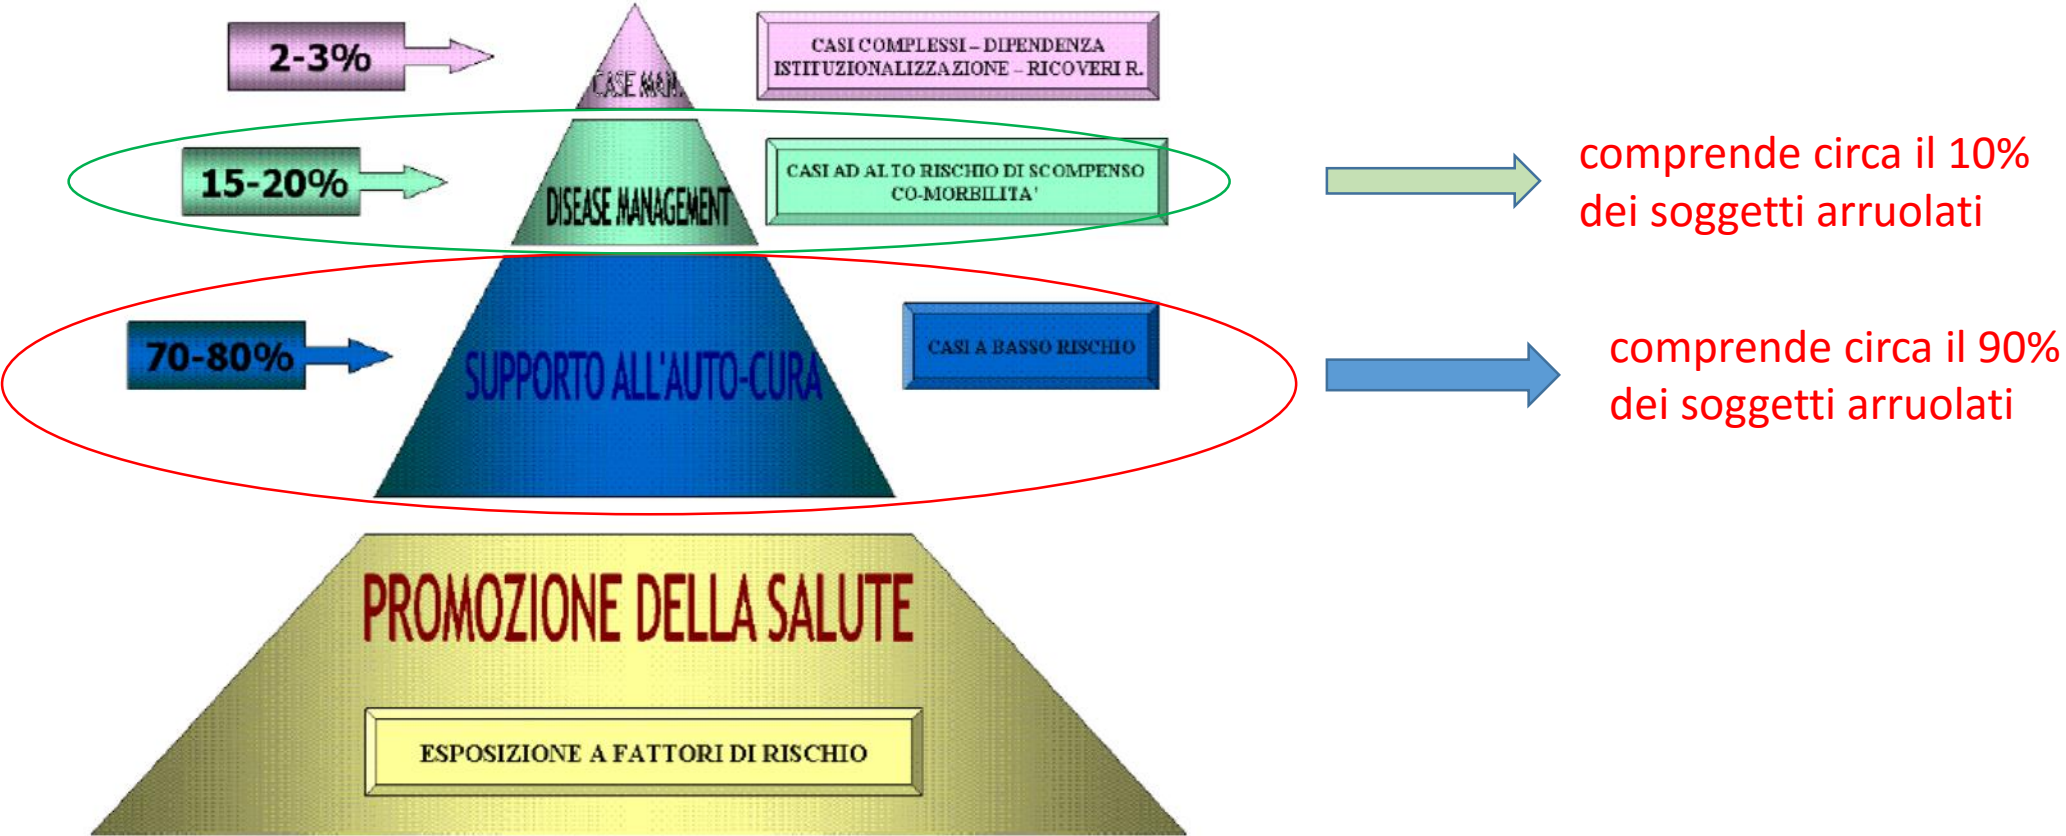 2-3%
CASE MAN.
CASI COMPLESSI – DIPENDENZA
ISTITUZIONALIZZAZIONE – RICOVERI R.
15-20%
DISEASE MANAGEMENT
CASI AD ALTO RISCHIO DI SCOMPENSO
CO-MORBILITA'
comprende circa il 10%
dei soggetti arruolati
70-80%
SUPPORTO ALL'AUTO-CURA
CASI A BASSO RISCHIO
comprende circa il 90%
dei soggetti arruolati
PROMOZIONE DELLA SALUTE
ESPOSIZIONE A FATTORI DI RISCHIO